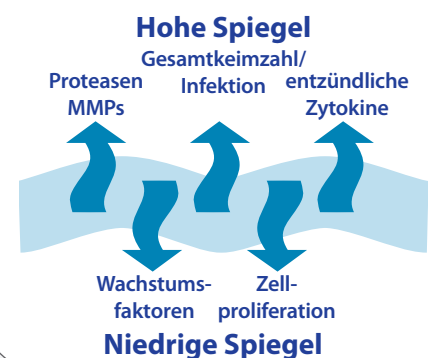 Hohe Spiegel
Gesamtkeimzahl/
Infektion
Proteasen
MMPs
entzündliche
Zytokine
Wachstums-
faktoren
Zell-
proliferation
Niedrige Spiegel